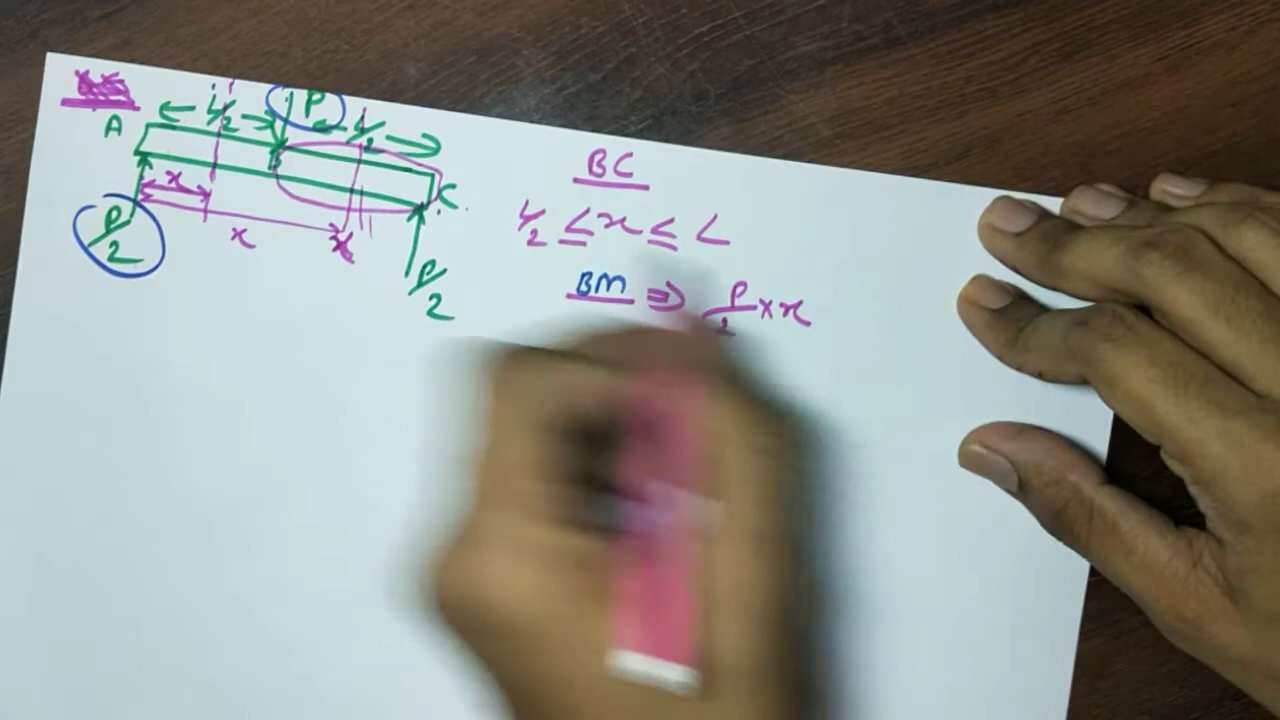 L/2 P L/2
A B
x C
P/2 x x
P/2
BC
L/2 ≤ x ≤ L
BM ⇒ P/2 × x